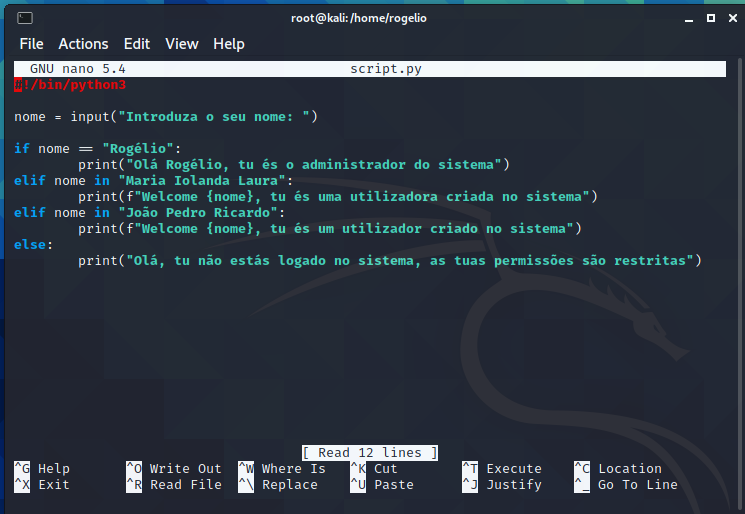 root@kali:/home/rogelio
File Actions Edit View Help
GNU nano 5.4 script.py
#!/bin/python3
nome = input("Introduza o seu nome: ")
if nome == "Rogélio":
print("Olá Rogélio, tu és o administrador do sistema")
elif nome in "Maria Iolanda Laura":
print(f"Welcome {nome}, tu és uma utilizadora criada no sistema")
elif nome in "João Pedro Ricardo":
print(f"Welcome {nome}, tu és um utilizador criado no sistema")
else:
print("Olá, tu não estás logado no sistema, as tuas permissões são restritas")
[ Read 12 lines ]
^G Help ^O Write Out ^W Where Is ^K Cut ^T Execute ^C Location
^X Exit ^R Read File ^\ Replace ^U Paste ^J Justify ^_ Go To Line